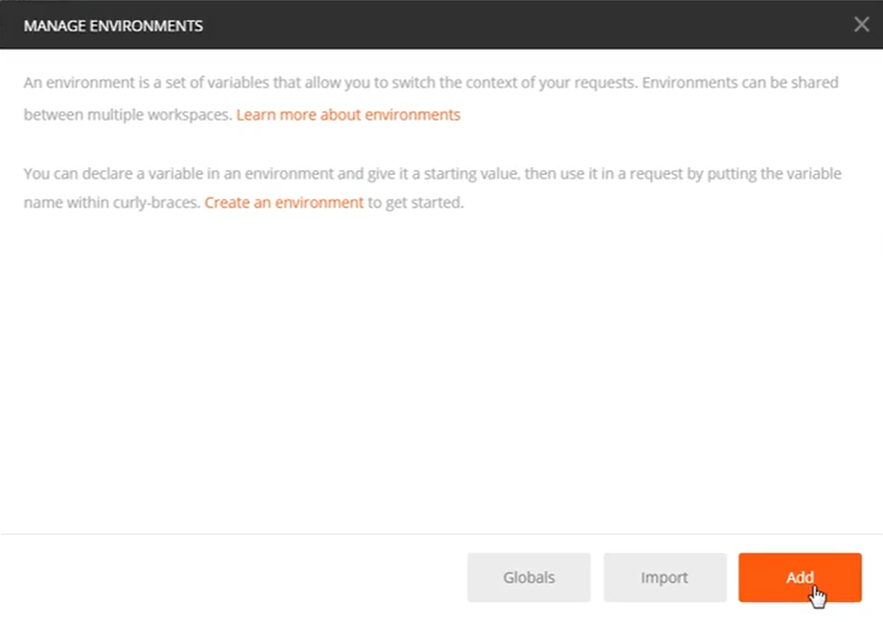 MANAGE ENVIRONMENTS
An environment is a set of variables that allow you to switch the context of your requests. Environments can be shared
between multiple workspaces. Learn more about environments
You can declare a variable in an environment and give it a starting value, then use it in a request by putting the variable
name within curly-braces. Create an environment to get started.
Globals
Import
Add